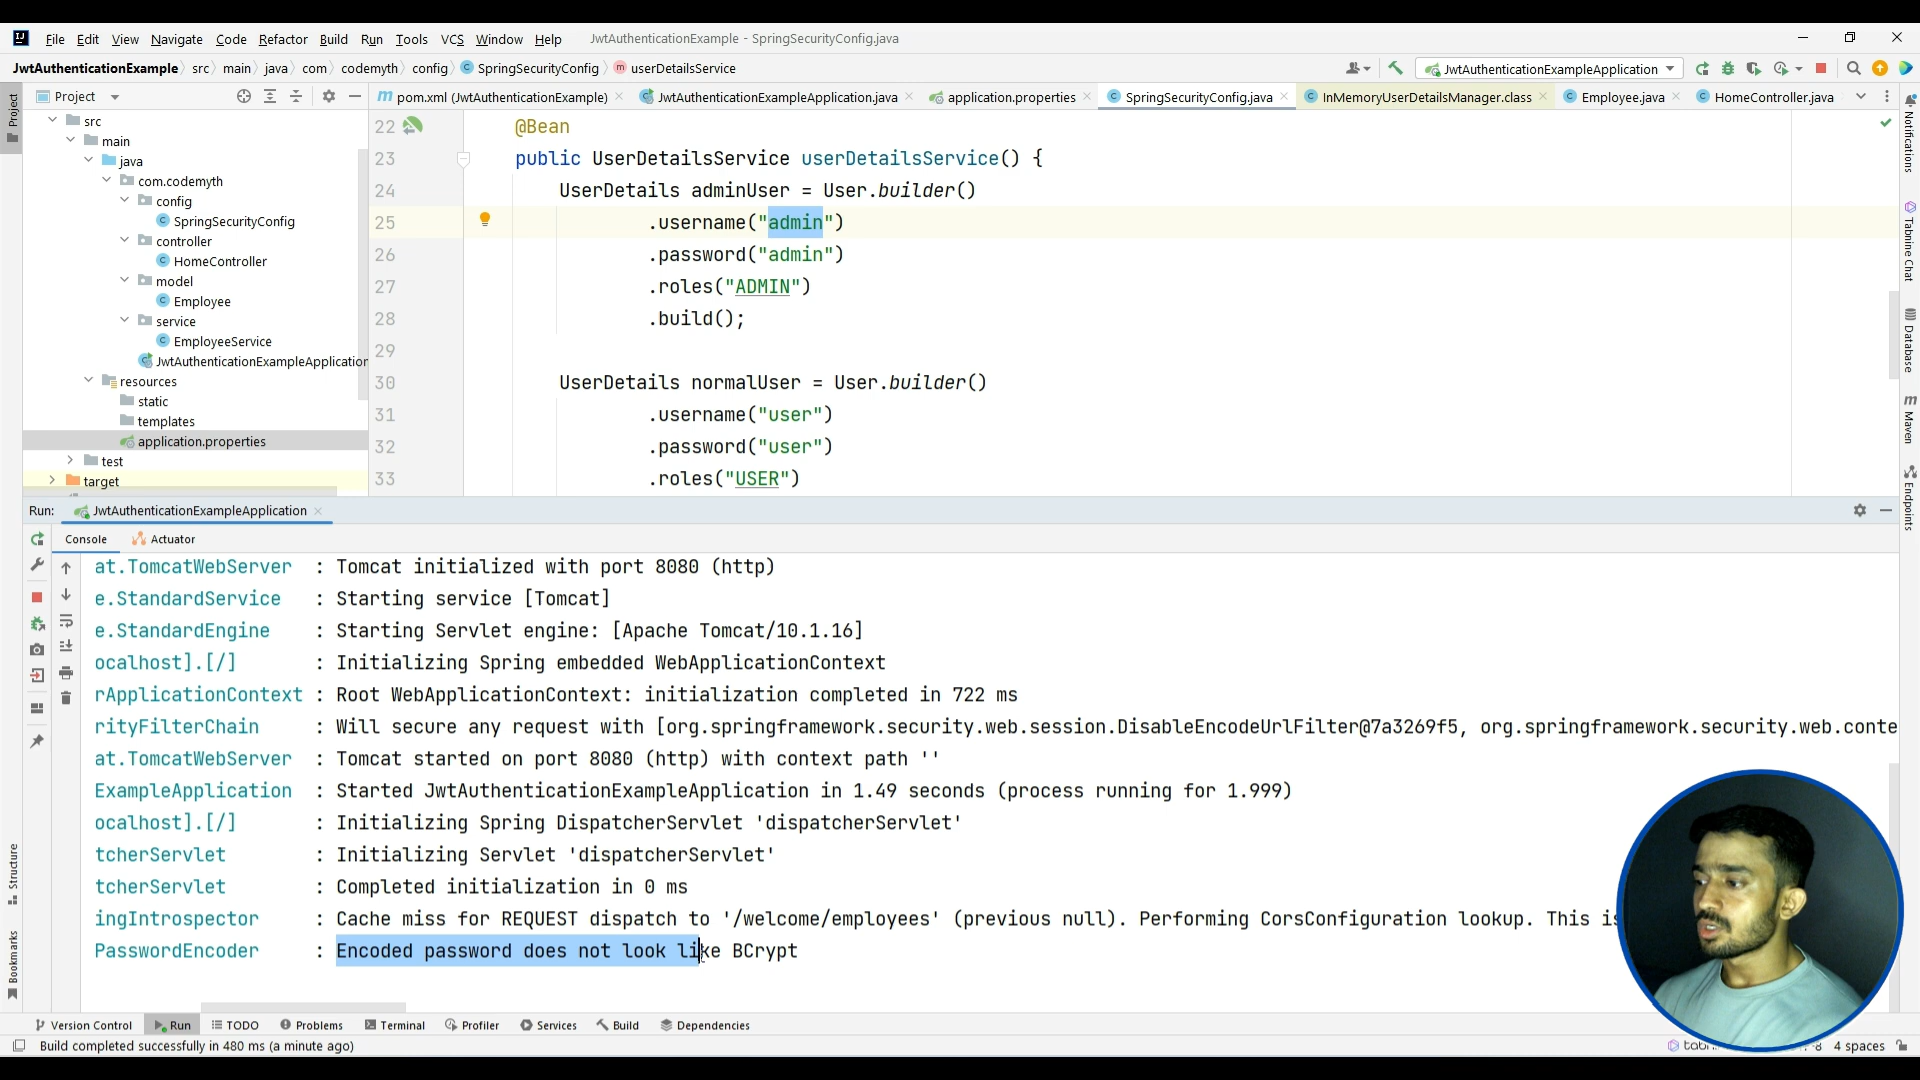 File Edit View Navigate Code Refactor Build Run Tools VCS Window Help JwtAuthenticationExample - SpringSecurityConfig.java
JwtAuthenticationExample src main java com codemyth config SpringSecurityConfig userDetailsService JwtAuthenticationExampleApplication
Project Project pom.xml (JwtAuthenticationExample) JwtAuthenticationExampleApplication.java application.properties SpringSecurityConfig.java InMemoryUserDetailsManager.class Employee.java HomeController.java
src
main
java
com.codemyth
config
SpringSecurityConfig
controller
HomeController
model
Employee
service
EmployeeService
JwtAuthenticationExampleApplication
resources
static
templates
application.properties
test
target
22 @Bean
23 public UserDetailsService userDetailsService() {
24 UserDetails adminUser = User.builder()
25 .username("admin")
26 .password("admin")
27 .roles("ADMIN")
28 .build();
29
30 UserDetails normalUser = User.builder()
31 .username("user")
32 .password("user")
33 .roles("USER")
Notifications
Tabnine Chat
Database
Maven
Endpoints
Run: JwtAuthenticationExampleApplication
Console Actuator
at.TomcatWebServer : Tomcat initialized with port 8080 (http)
e.StandardService : Starting service [Tomcat]
e.StandardEngine : Starting Servlet engine: [Apache Tomcat/10.1.16]
ocalhost].[/] : Initializing Spring embedded WebApplicationContext
rApplicationContext : Root WebApplicationContext: initialization completed in 722 ms
rityFilterChain : Will secure any request with [org.springframework.security.web.session.DisableEncodeUrlFilter@7a3269f5, org.springframework.security.web.conte
at.TomcatWebServer : Tomcat started on port 8080 (http) with context path ''
ExampleApplication : Started JwtAuthenticationExampleApplication in 1.49 seconds (process running for 1.999)
ocalhost].[/] : Initializing Spring DispatcherServlet 'dispatcherServlet'
tcherServlet : Initializing Servlet 'dispatcherServlet'
tcherServlet : Completed initialization in 0 ms
ingIntrospector : Cache miss for REQUEST dispatch to '/welcome/employees' (previous null). Performing CorsConfiguration lookup. This is
PasswordEncoder : Encoded password does not look like BCrypt
Structure
Bookmarks
Version Control Run TODO Problems Terminal Profiler Services Build Dependencies
Build completed successfully in 480 ms (a minute ago) 4 spaces